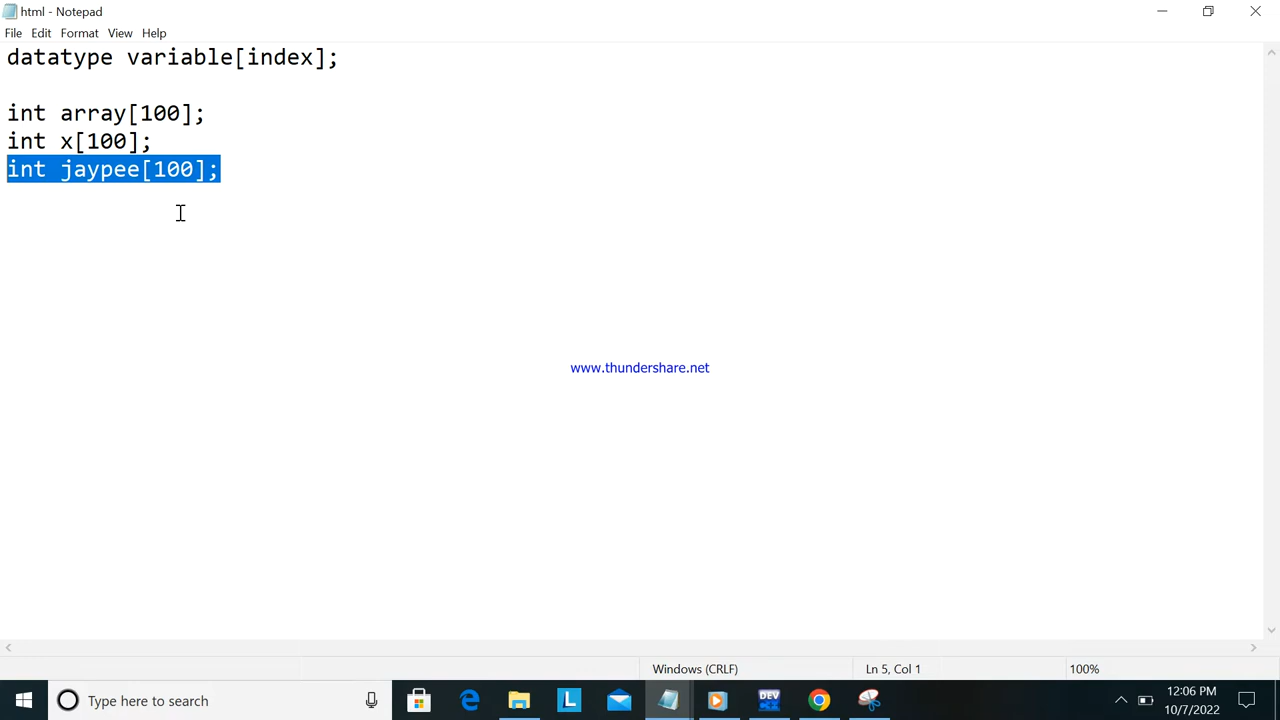 html - Notepad
File Edit Format View Help
datatype variable[index];
int array[100];
int x[100];
int jaypee[100];
www.thundershare.net
Windows (CRLF) Ln 5, Col 1 100%
Type here to search
L
DEV
12:06 PM
10/7/2022